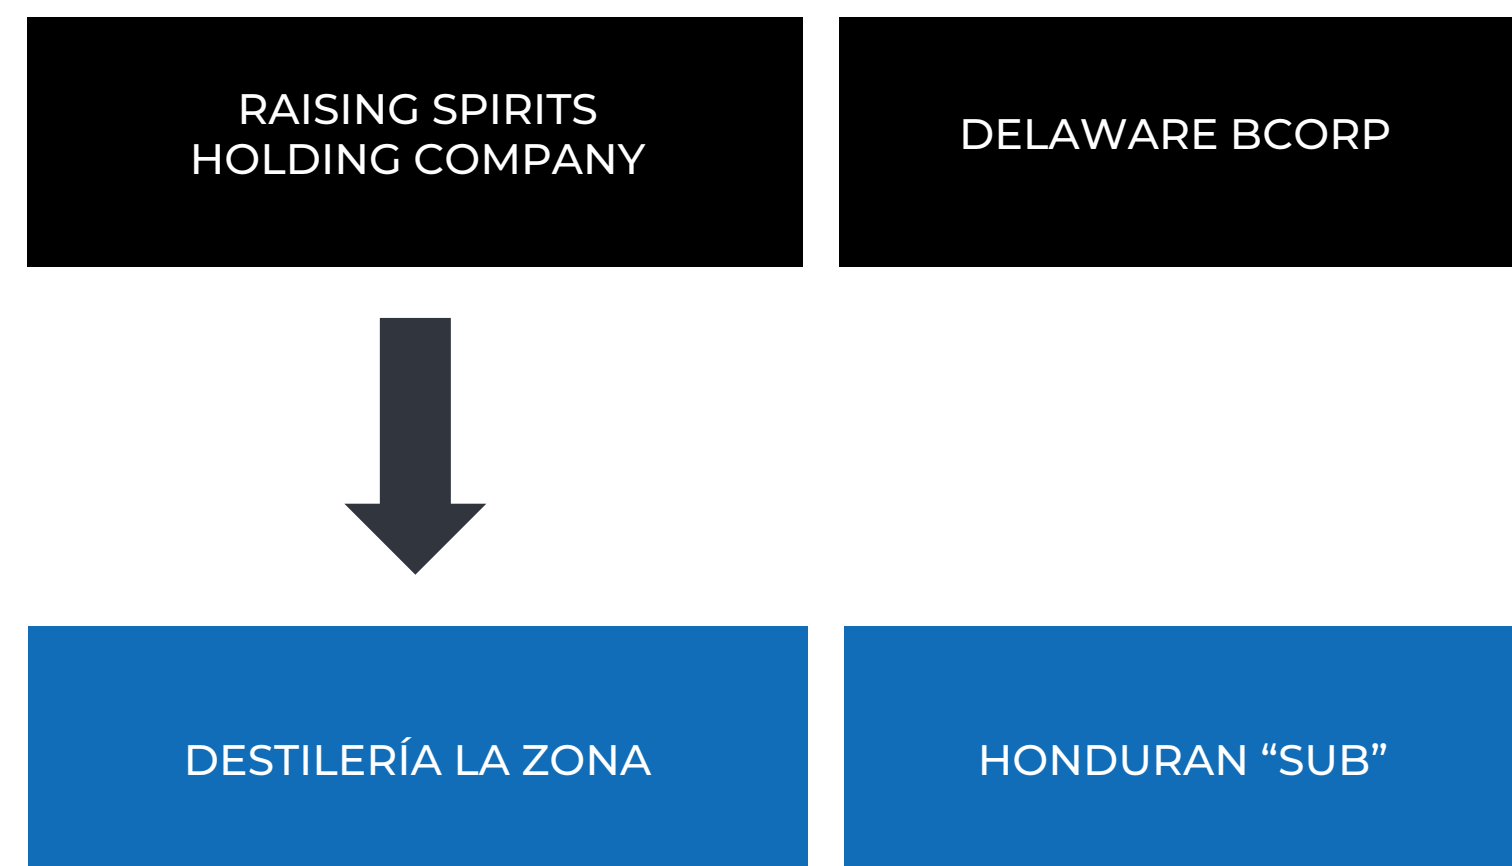 RAISING SPIRITS
HOLDING COMPANY
DELAWARE BCORP
DESTILERÍA LA ZONA
HONDURAN “SUB”